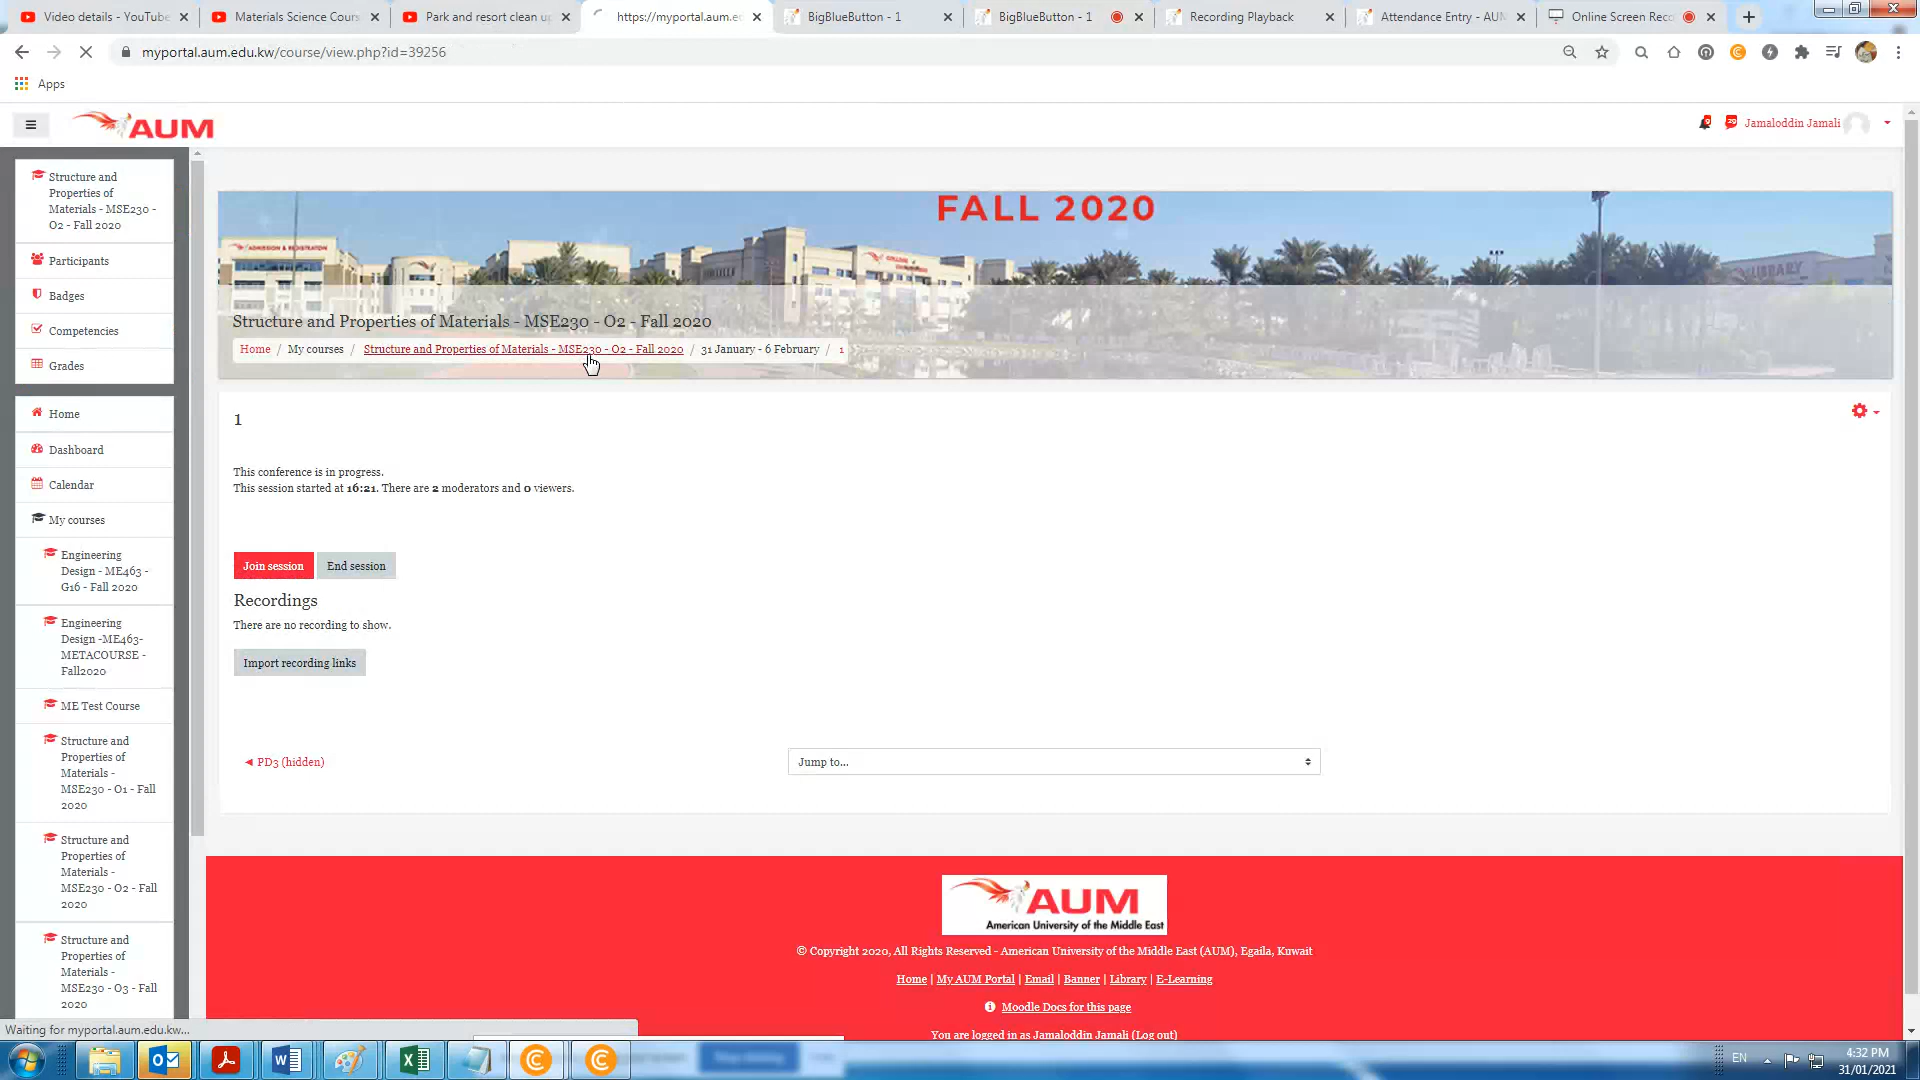 Video details - YouTube
Materials Science Cours
Park and resort clean up
https://myportal.aum.ed
BigBlueButton - 1
BigBlueButton - 1
Recording Playback
Attendance Entry - AUM
Online Screen Reco
myportal.aum.edu.kw/course/view.php?id=39256
Apps
AUM
Jamaloddin Jamali
Structure and
Properties of
Materials - MSE230 -
O2 - Fall 2020
Participants
Badges
Competencies
Grades
Home
Dashboard
Calendar
My courses
Engineering
Design - ME463 -
G16 - Fall 2020
Engineering
Design -ME463-
METACOURSE -
Fall2020
ME Test Course
Structure and
Properties of
Materials -
MSE230 - O1 - Fall
2020
Structure and
Properties of
Materials -
MSE230 - O2 - Fall
2020
Structure and
Properties of
Materials -
MSE230 - O3 - Fall
2020
FALL 2020
ADMISSION & REGISTRATION
LIBRARY
Structure and Properties of Materials - MSE230 - O2 - Fall 2020
Home / My courses / Structure and Properties of Materials - MSE230 - O2 - Fall 2020 / 31 January - 6 February / 1
1
This conference is in progress.
This session started at 16:21. There are 2 moderators and 0 viewers.
Join session
End session
Recordings
There are no recording to show.
Import recording links
◄ PD3 (hidden)
Jump to...
AUM
American University of the Middle East
© Copyright 2020, All Rights Reserved - American University of the Middle East (AUM), Egaila, Kuwait
Home | My AUM Portal | Email | Banner | Library | E-Learning
Moodle Docs for this page
You are logged in as Jamaloddin Jamali (Log out)
Waiting for myportal.aum.edu.kw...
Stop sharing
EN
4:32 PM
31/01/2021